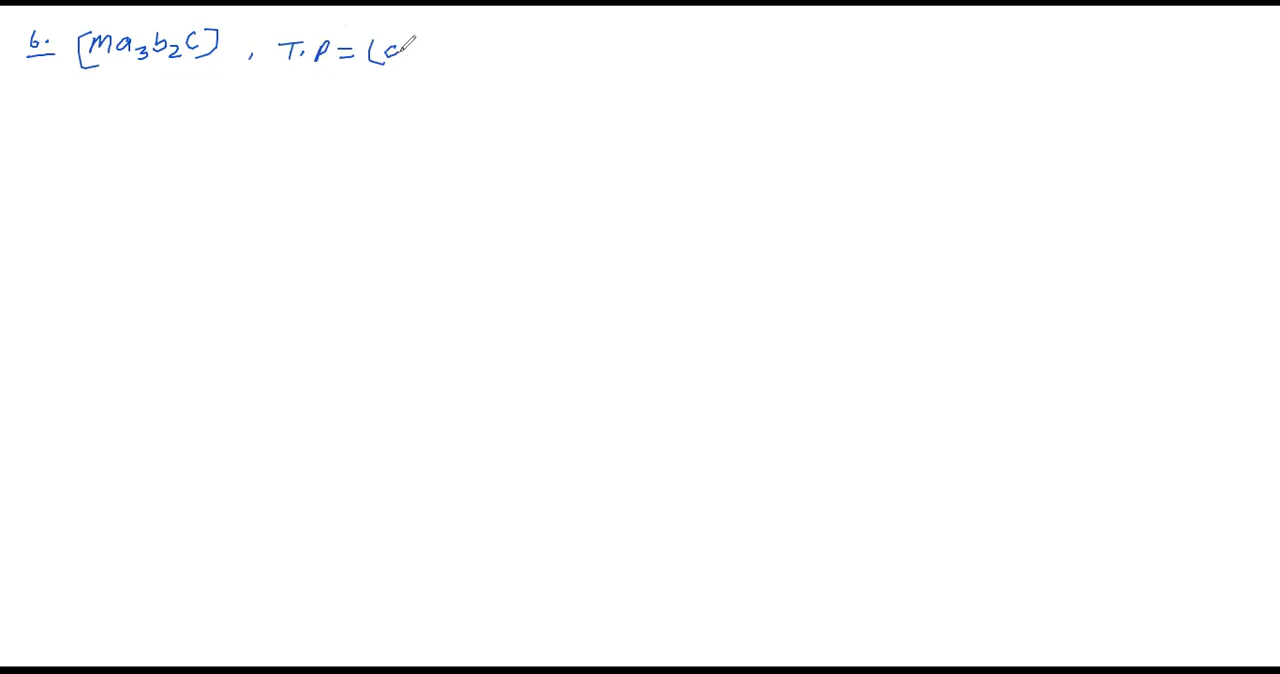 6. [Ma₃b₂c] , T.P = (a